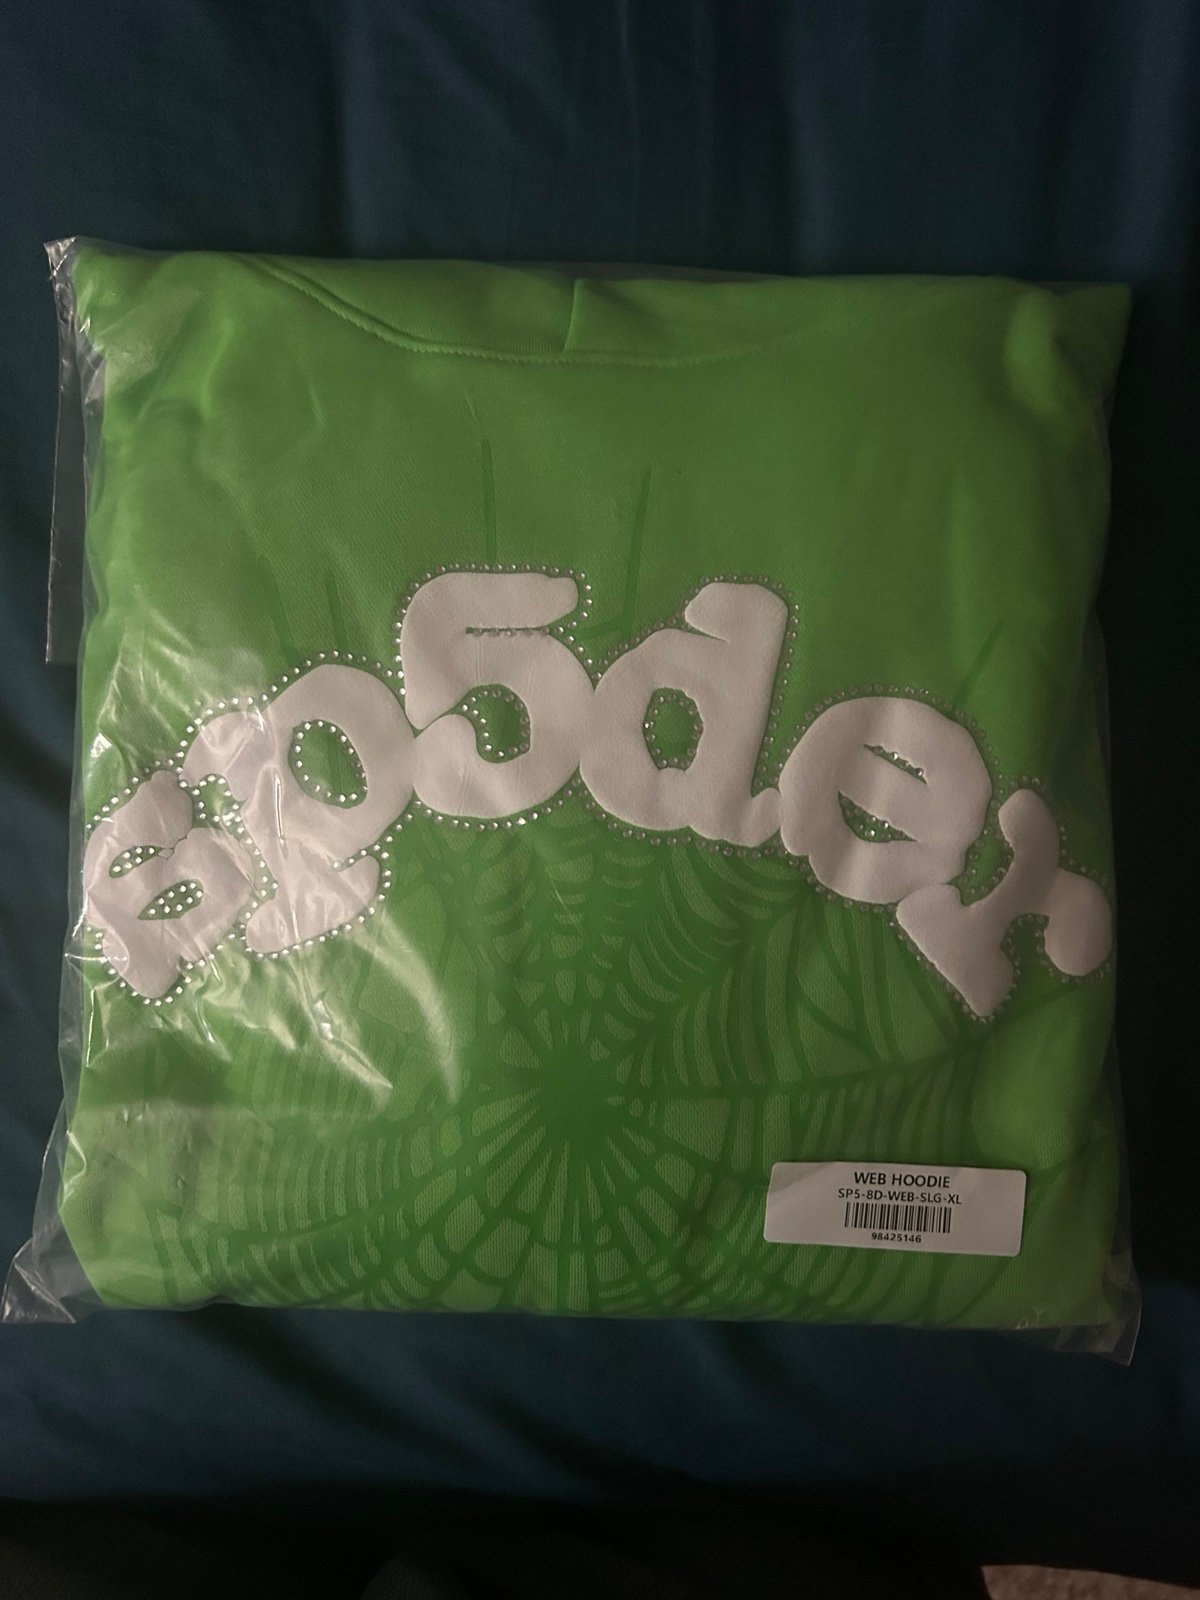 sp5der
WEB HOODIE
SP5-8D-WEB-SLG-XL
98425146